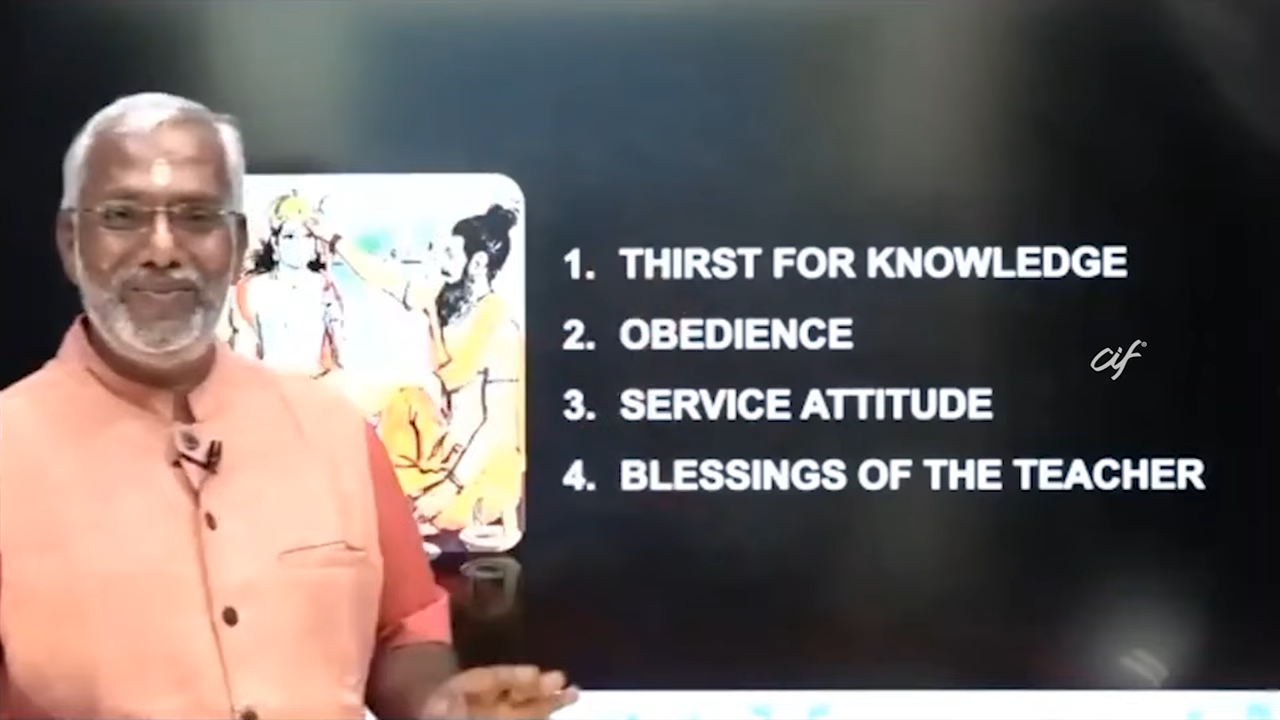 1. THIRST FOR KNOWLEDGE
2. OBEDIENCE
cif
3. SERVICE ATTITUDE
4. BLESSINGS OF THE TEACHER